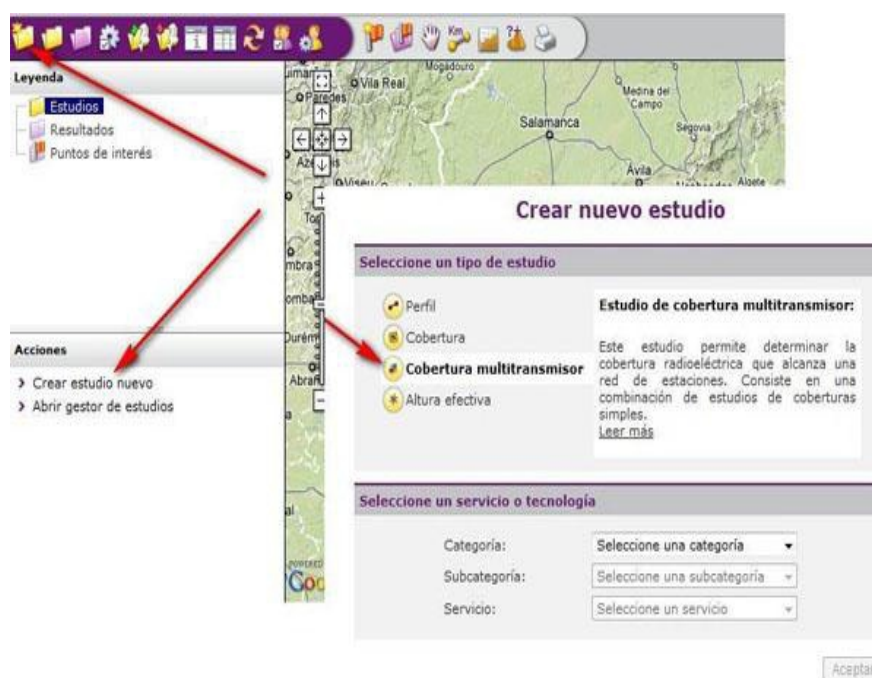 Leyenda
Estudios
Resultados
Puntos de interés
Acciones
Crear estudio nuevo
Abrir gestor de estudios
Mogadouro
Vila Real
Paredes
Medina del
Campo
Salamanca
Segovia
Ávila
Viseu
POWERED
Crear nuevo estudio
Seleccione un tipo de estudio
Perfil
Cobertura
Cobertura multitransmisor
Altura efectiva
Estudio de cobertura multitransmisor:
Este estudio permite determinar la
cobertura radioeléctrica que alcanza una
red de estaciones. Consiste en una
combinación de estudios de coberturas
simples.
Leer más
Seleccione un servicio o tecnología
Categoría: Seleccione una categoría
Subcategoría: Seleccione una subcategoría
Servicio: Seleccione un servicio
Aceptar